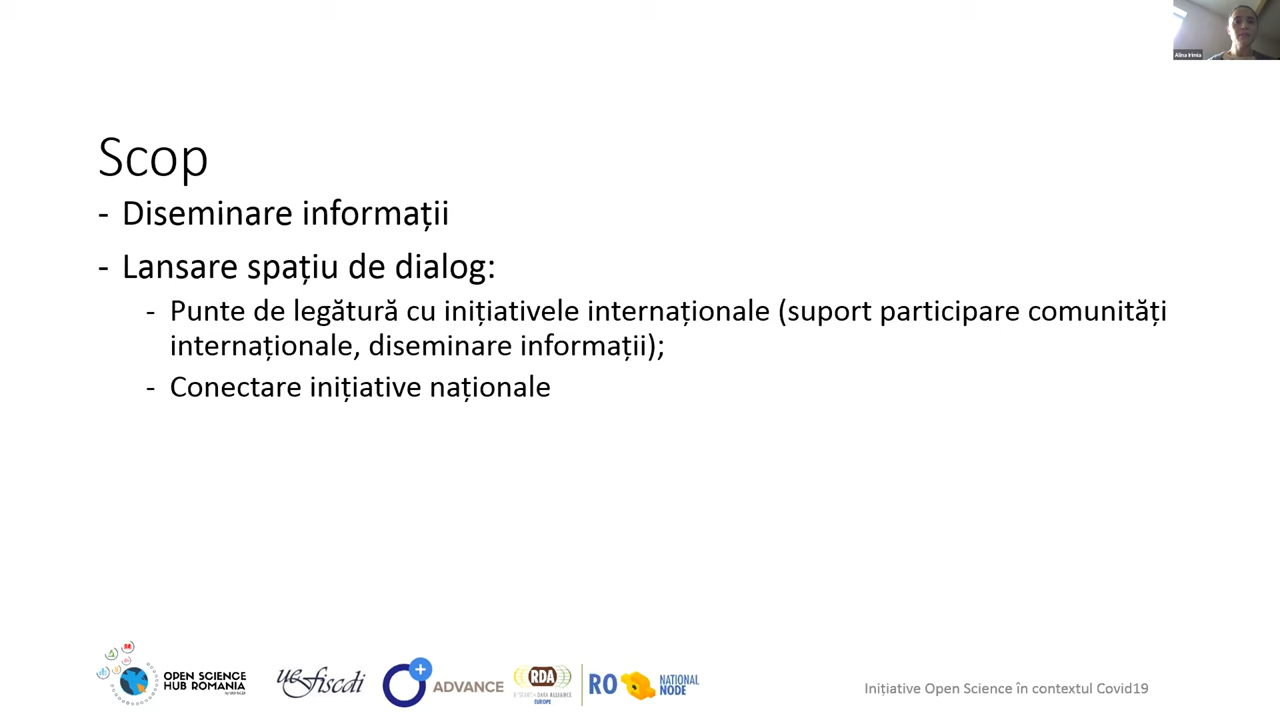 Alina Irimia
Scop
- Diseminare informații
- Lansare spațiu de dialog:
- Punte de legătură cu inițiativele internaționale (suport participare comunități
internaționale, diseminare informații);
- Conectare inițiative naționale
OPEN SCIENCE
HUB ROMANIA
uefiscdi
+
ADVANCE
RDA
RESEARCH DATA ALLIANCE
EUROPE
RO
NATIONAL
NODE
Inițiative Open Science în contextul Covid19